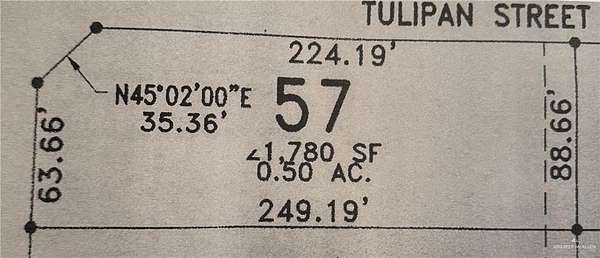 TULIPAN STREET
224.19'
N45°02'00"E
35.36'
57
63.66'
88.66'
1,780 SF
0.50 AC.
249.19'